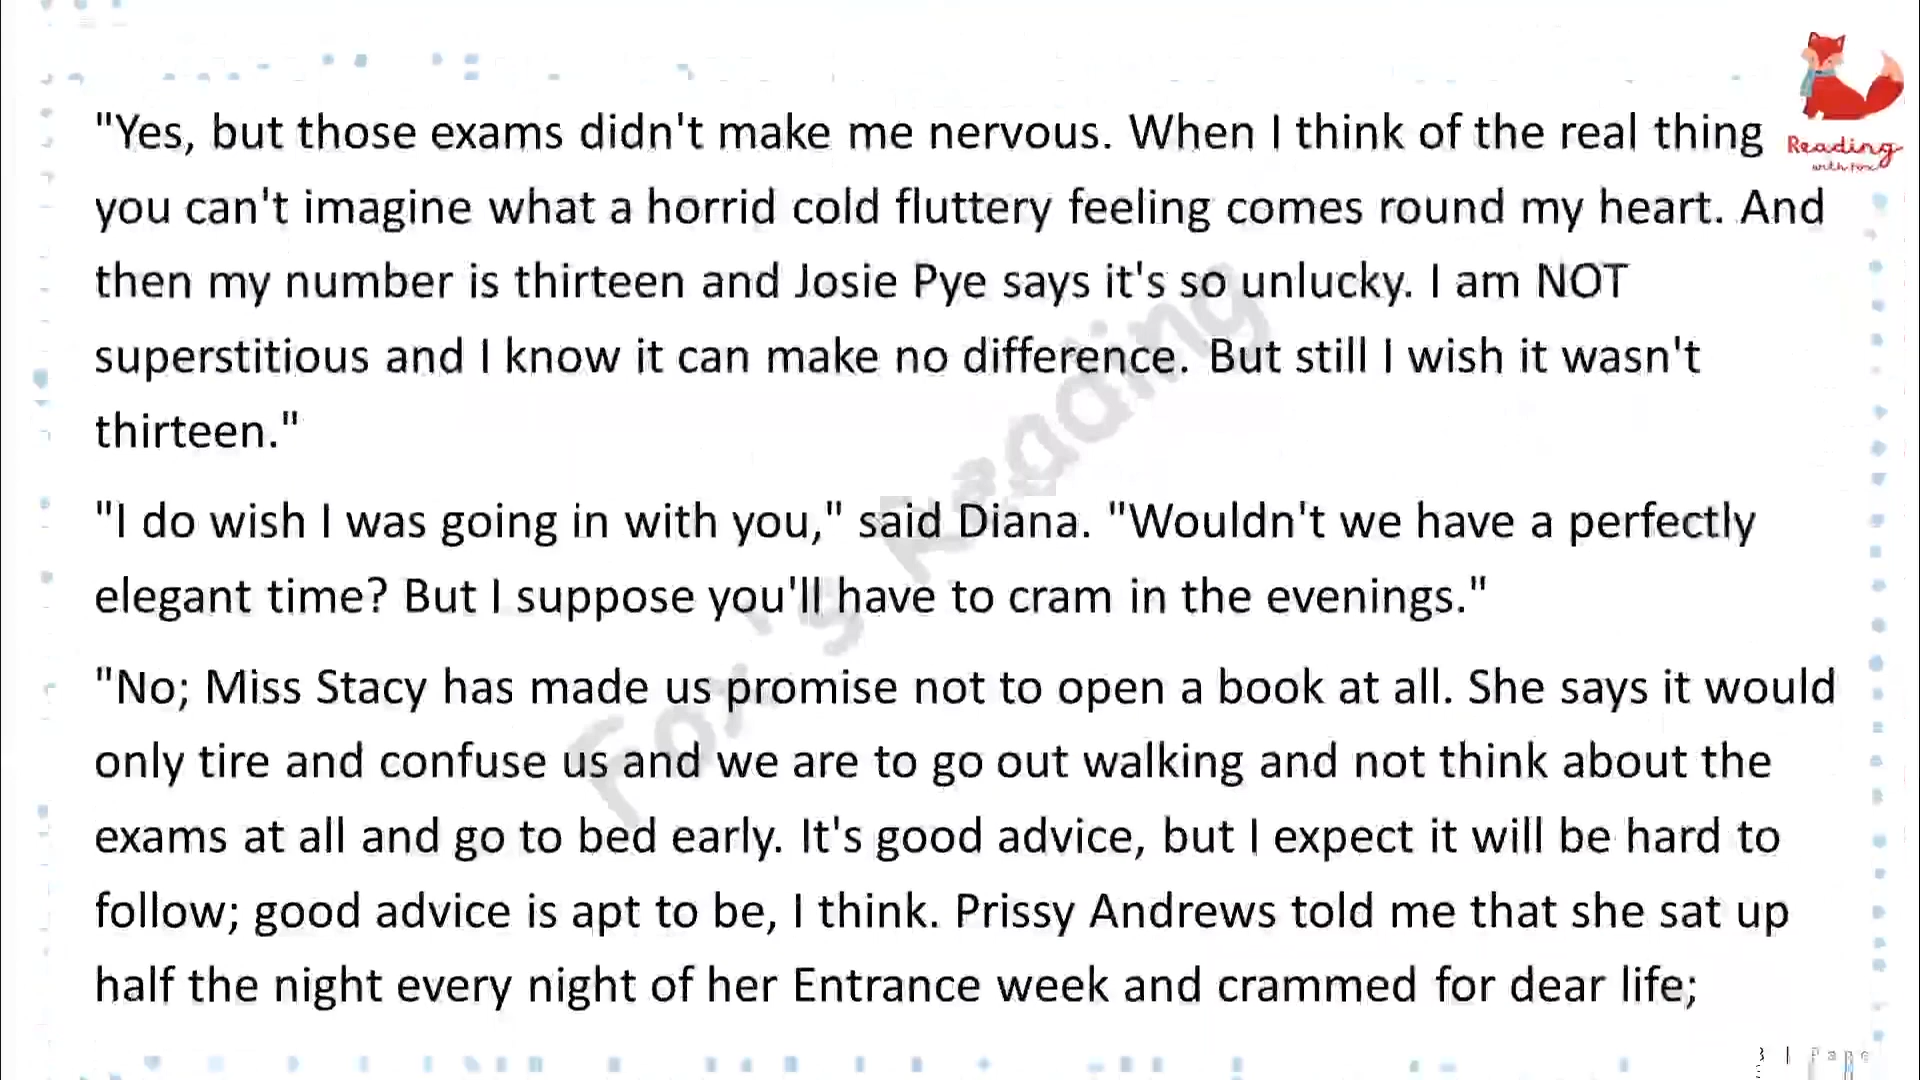 "Yes, but those exams didn't make me nervous. When I think of the real thing
you can't imagine what a horrid cold fluttery feeling comes round my heart. And
then my number is thirteen and Josie Pye says it's so unlucky. I am NOT
superstitious and I know it can make no difference. But still I wish it wasn't
thirteen."
"I do wish I was going in with you," said Diana. "Wouldn't we have a perfectly
elegant time? But I suppose you'll have to cram in the evenings."
"No; Miss Stacy has made us promise not to open a book at all. She says it would
only tire and confuse us and we are to go out walking and not think about the
exams at all and go to bed early. It's good advice, but I expect it will be hard to
follow; good advice is apt to be, I think. Prissy Andrews told me that she sat up
half the night every night of her Entrance week and crammed for dear life;
Reading
with Fox
Fox's Reading
3 | Page